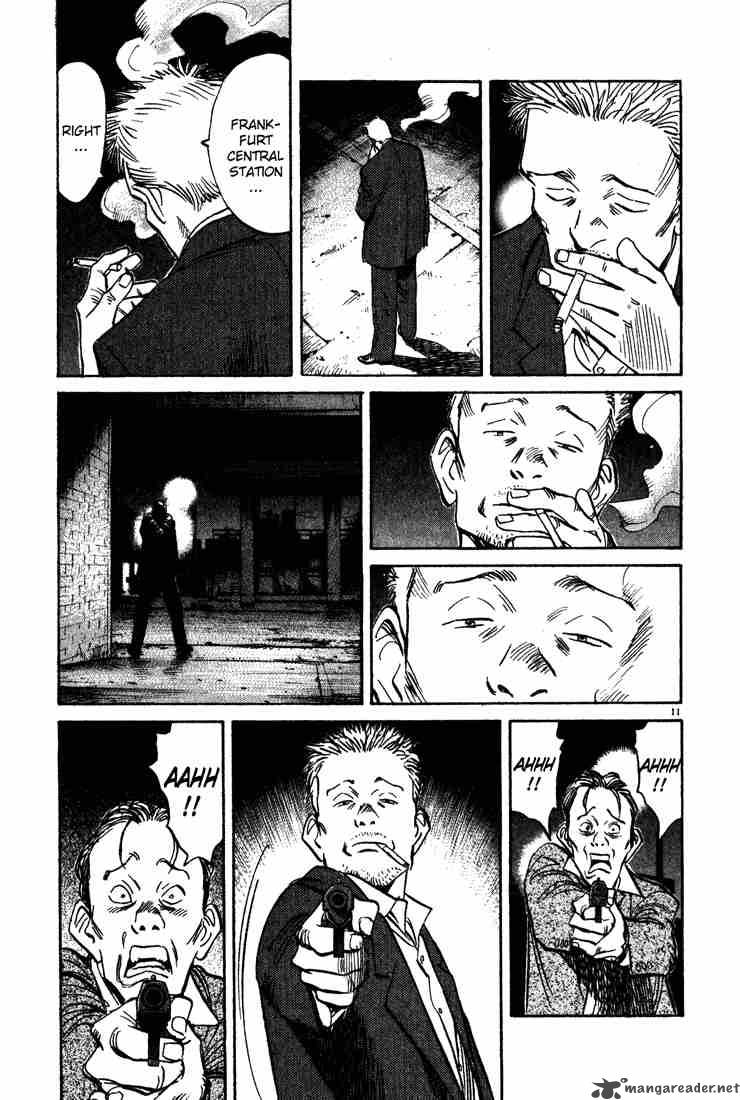 FRANK-
FURT
CENTRAL
STATION
...
RIGHT
...
11
AHHH
!!
AHHH
!!
AAHH
!!
mangareader.net